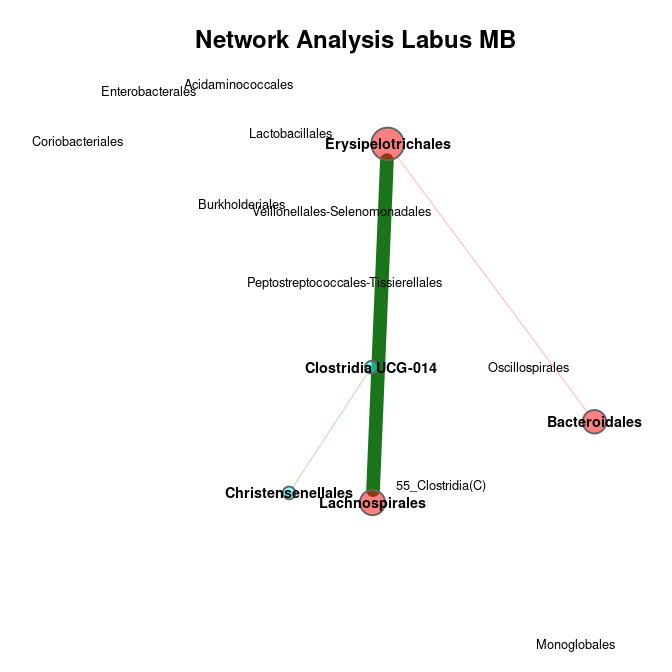 Network Analysis Labus MB
Acidaminococcales
Enterobacterales
Lactobacillales
Coriobacteriales
Erysipelotrichales
Burkholderiales
Veillonellales-Selenomonadales
Peptostreptococcales-Tissierellales
Clostridia UCG-014
Oscillospirales
Bacteroidales
55_Clostridia(C)
Christensenellales
Lachnospirales
Monoglobales